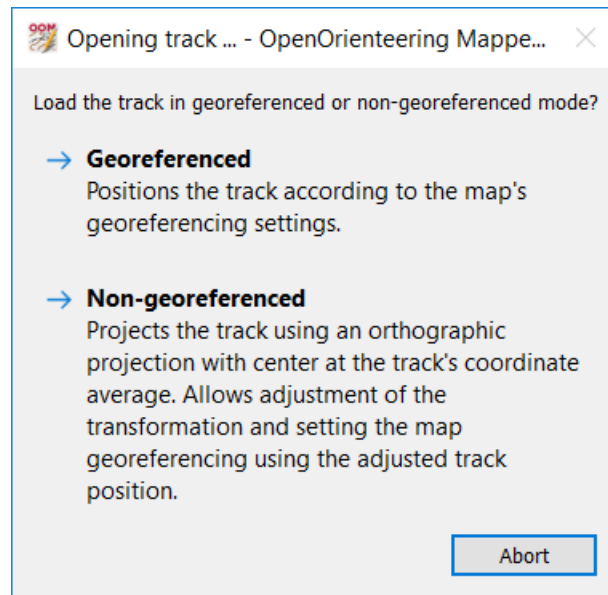 OOM
Opening track ... - OpenOrienteering Mappe...
Load the track in georeferenced or non-georeferenced mode?
Georeferenced
Positions the track according to the map's
georeferencing settings.
Non-georeferenced
Projects the track using an orthographic
projection with center at the track's coordinate
average. Allows adjustment of the
transformation and setting the map
georeferencing using the adjusted track
position.
Abort